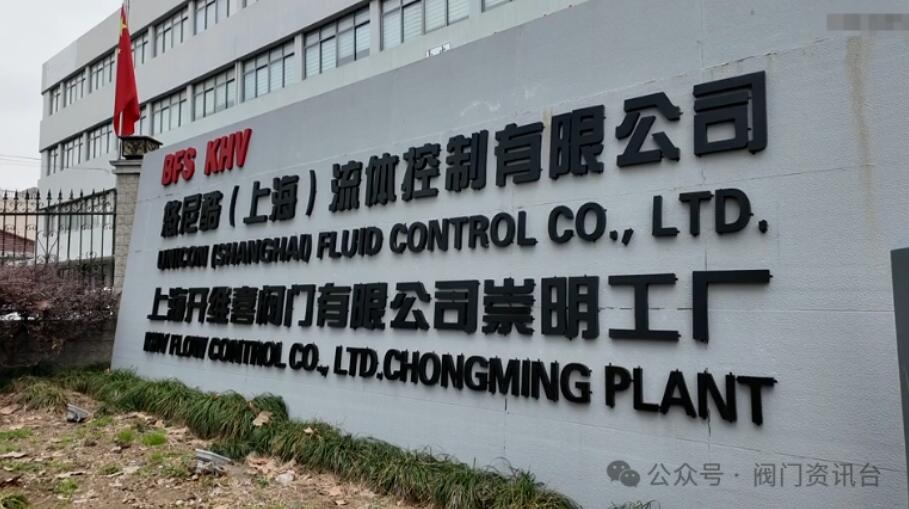 BFS KHV
洛尼酷（上海）流体控制有限公司
UNICON (SHANGHAI) FLUID CONTROL CO., LTD.
上海开维喜阀门有限公司崇明工厂
KHV FLOW CONTROL CO., LTD.CHONGMING PLANT
公众号 · 阀门资讯台